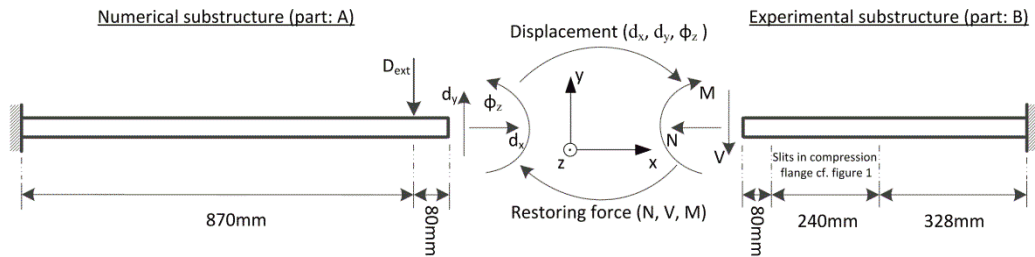 Numerical substructure (part: A)
Experimental substructure (part: B)
Displacement (dx, dy, ϕz )
Dext
dy
ϕz
dx
y
x
z
M
N
V
Slits in compression
flange cf. figure 1
Restoring force (N, V, M)
870mm
80mm
80mm
240mm
328mm